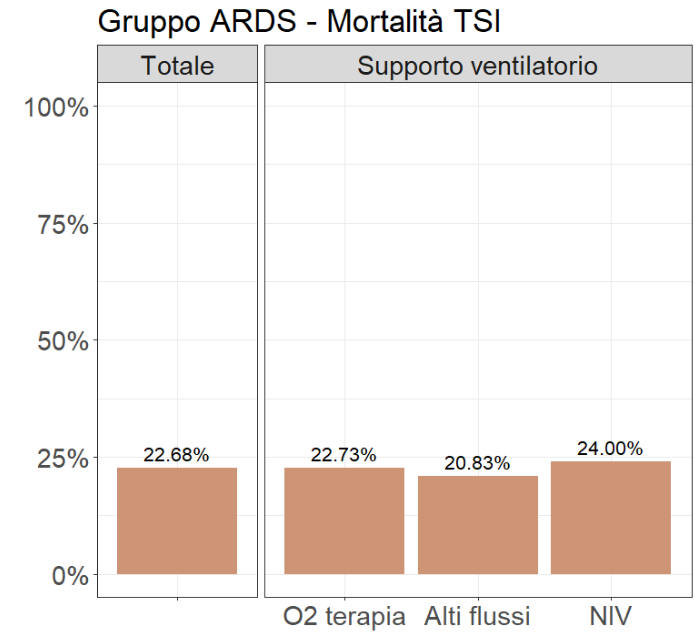 Gruppo ARDS - Mortalità TSI
Totale
Supporto ventilatorio
100%
75%
50%
25%
0%
22.68%
22.73%
20.83%
24.00%
O2 terapia
Alti flussi
NIV